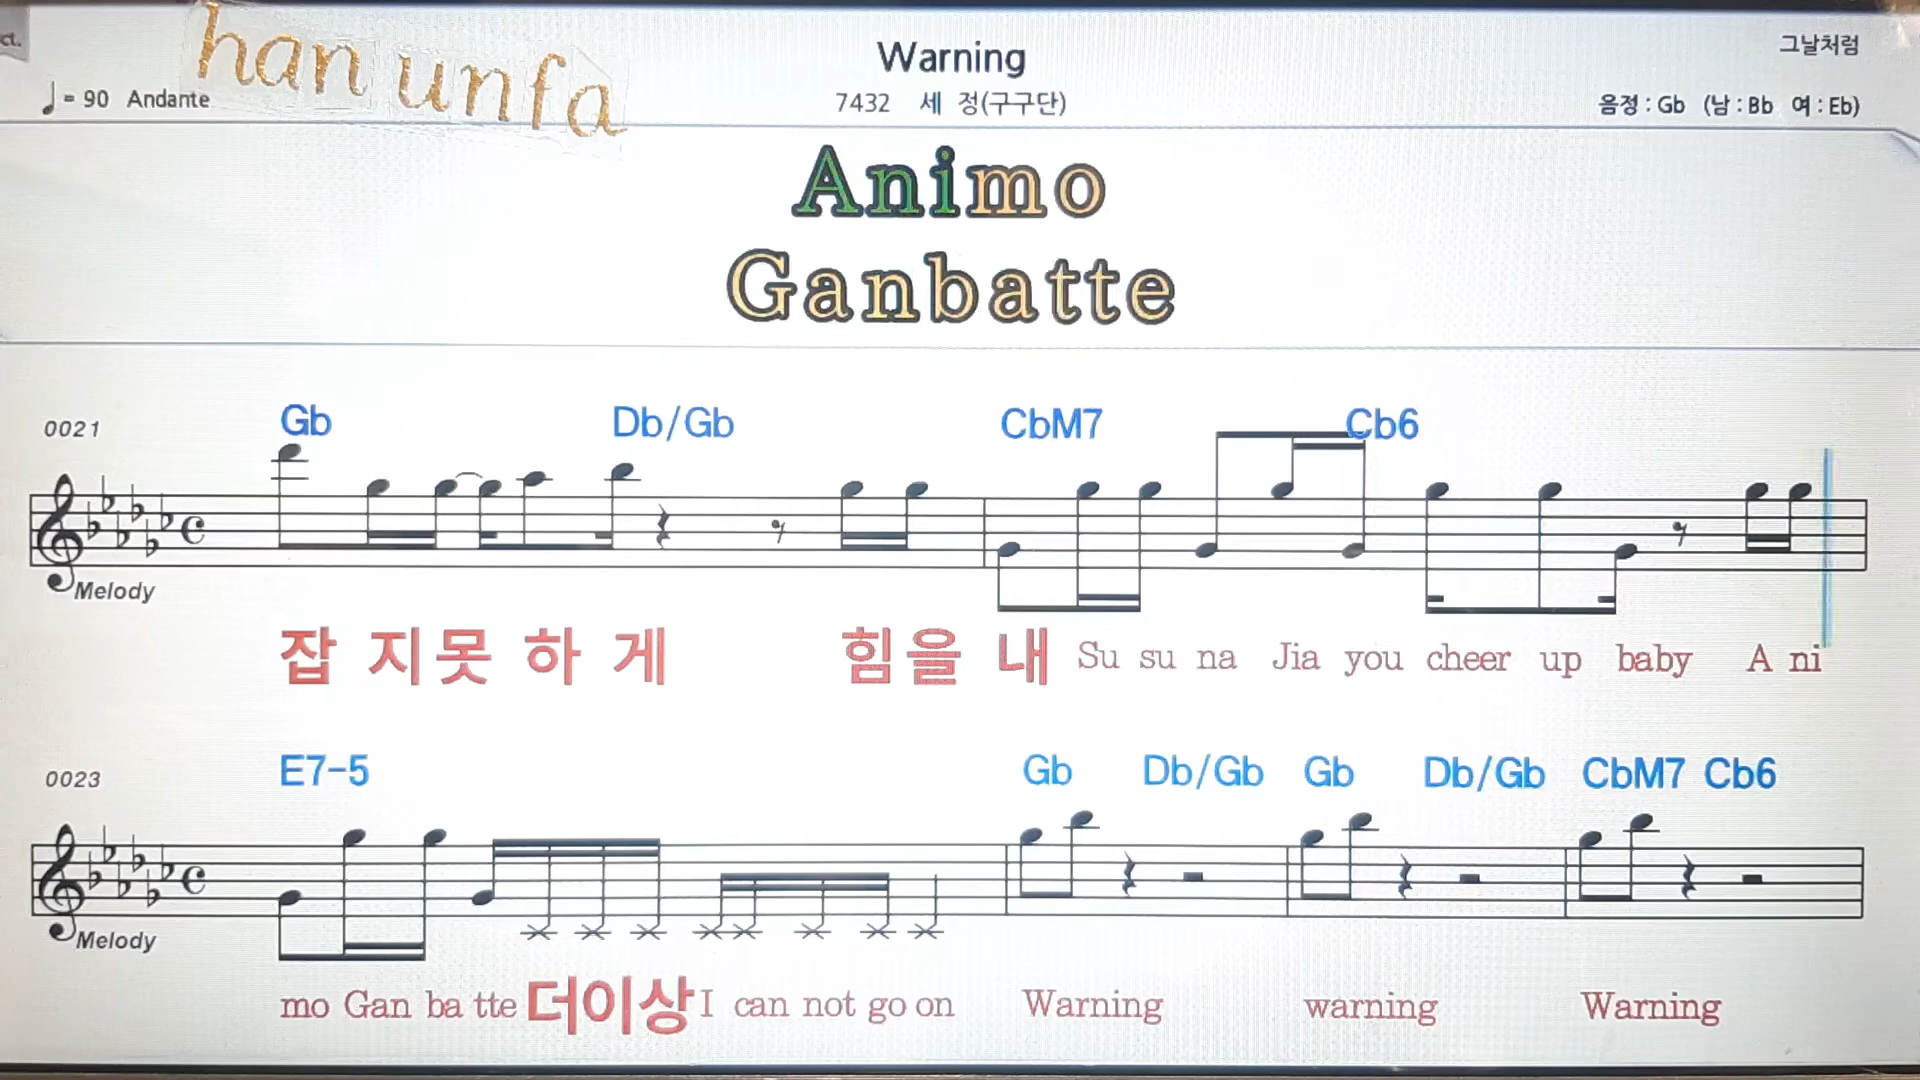 ct.
han unfa
Warning
그날처럼
♩= 90 Andante
7432 세 정(구구단)
음정 : Gb (남 : Bb 여 : Eb)
Animo
Ganbatte
0021 Gb Db/Gb CbM7 Cb6
Melody
잡 지못 하 게 힘을 내 Su su na Jia you cheer up baby A ni
0023 E7-5 Gb Db/Gb Gb Db/Gb CbM7 Cb6
Melody
mo Gan ba tte 더이상 I can not go on Warning warning Warning